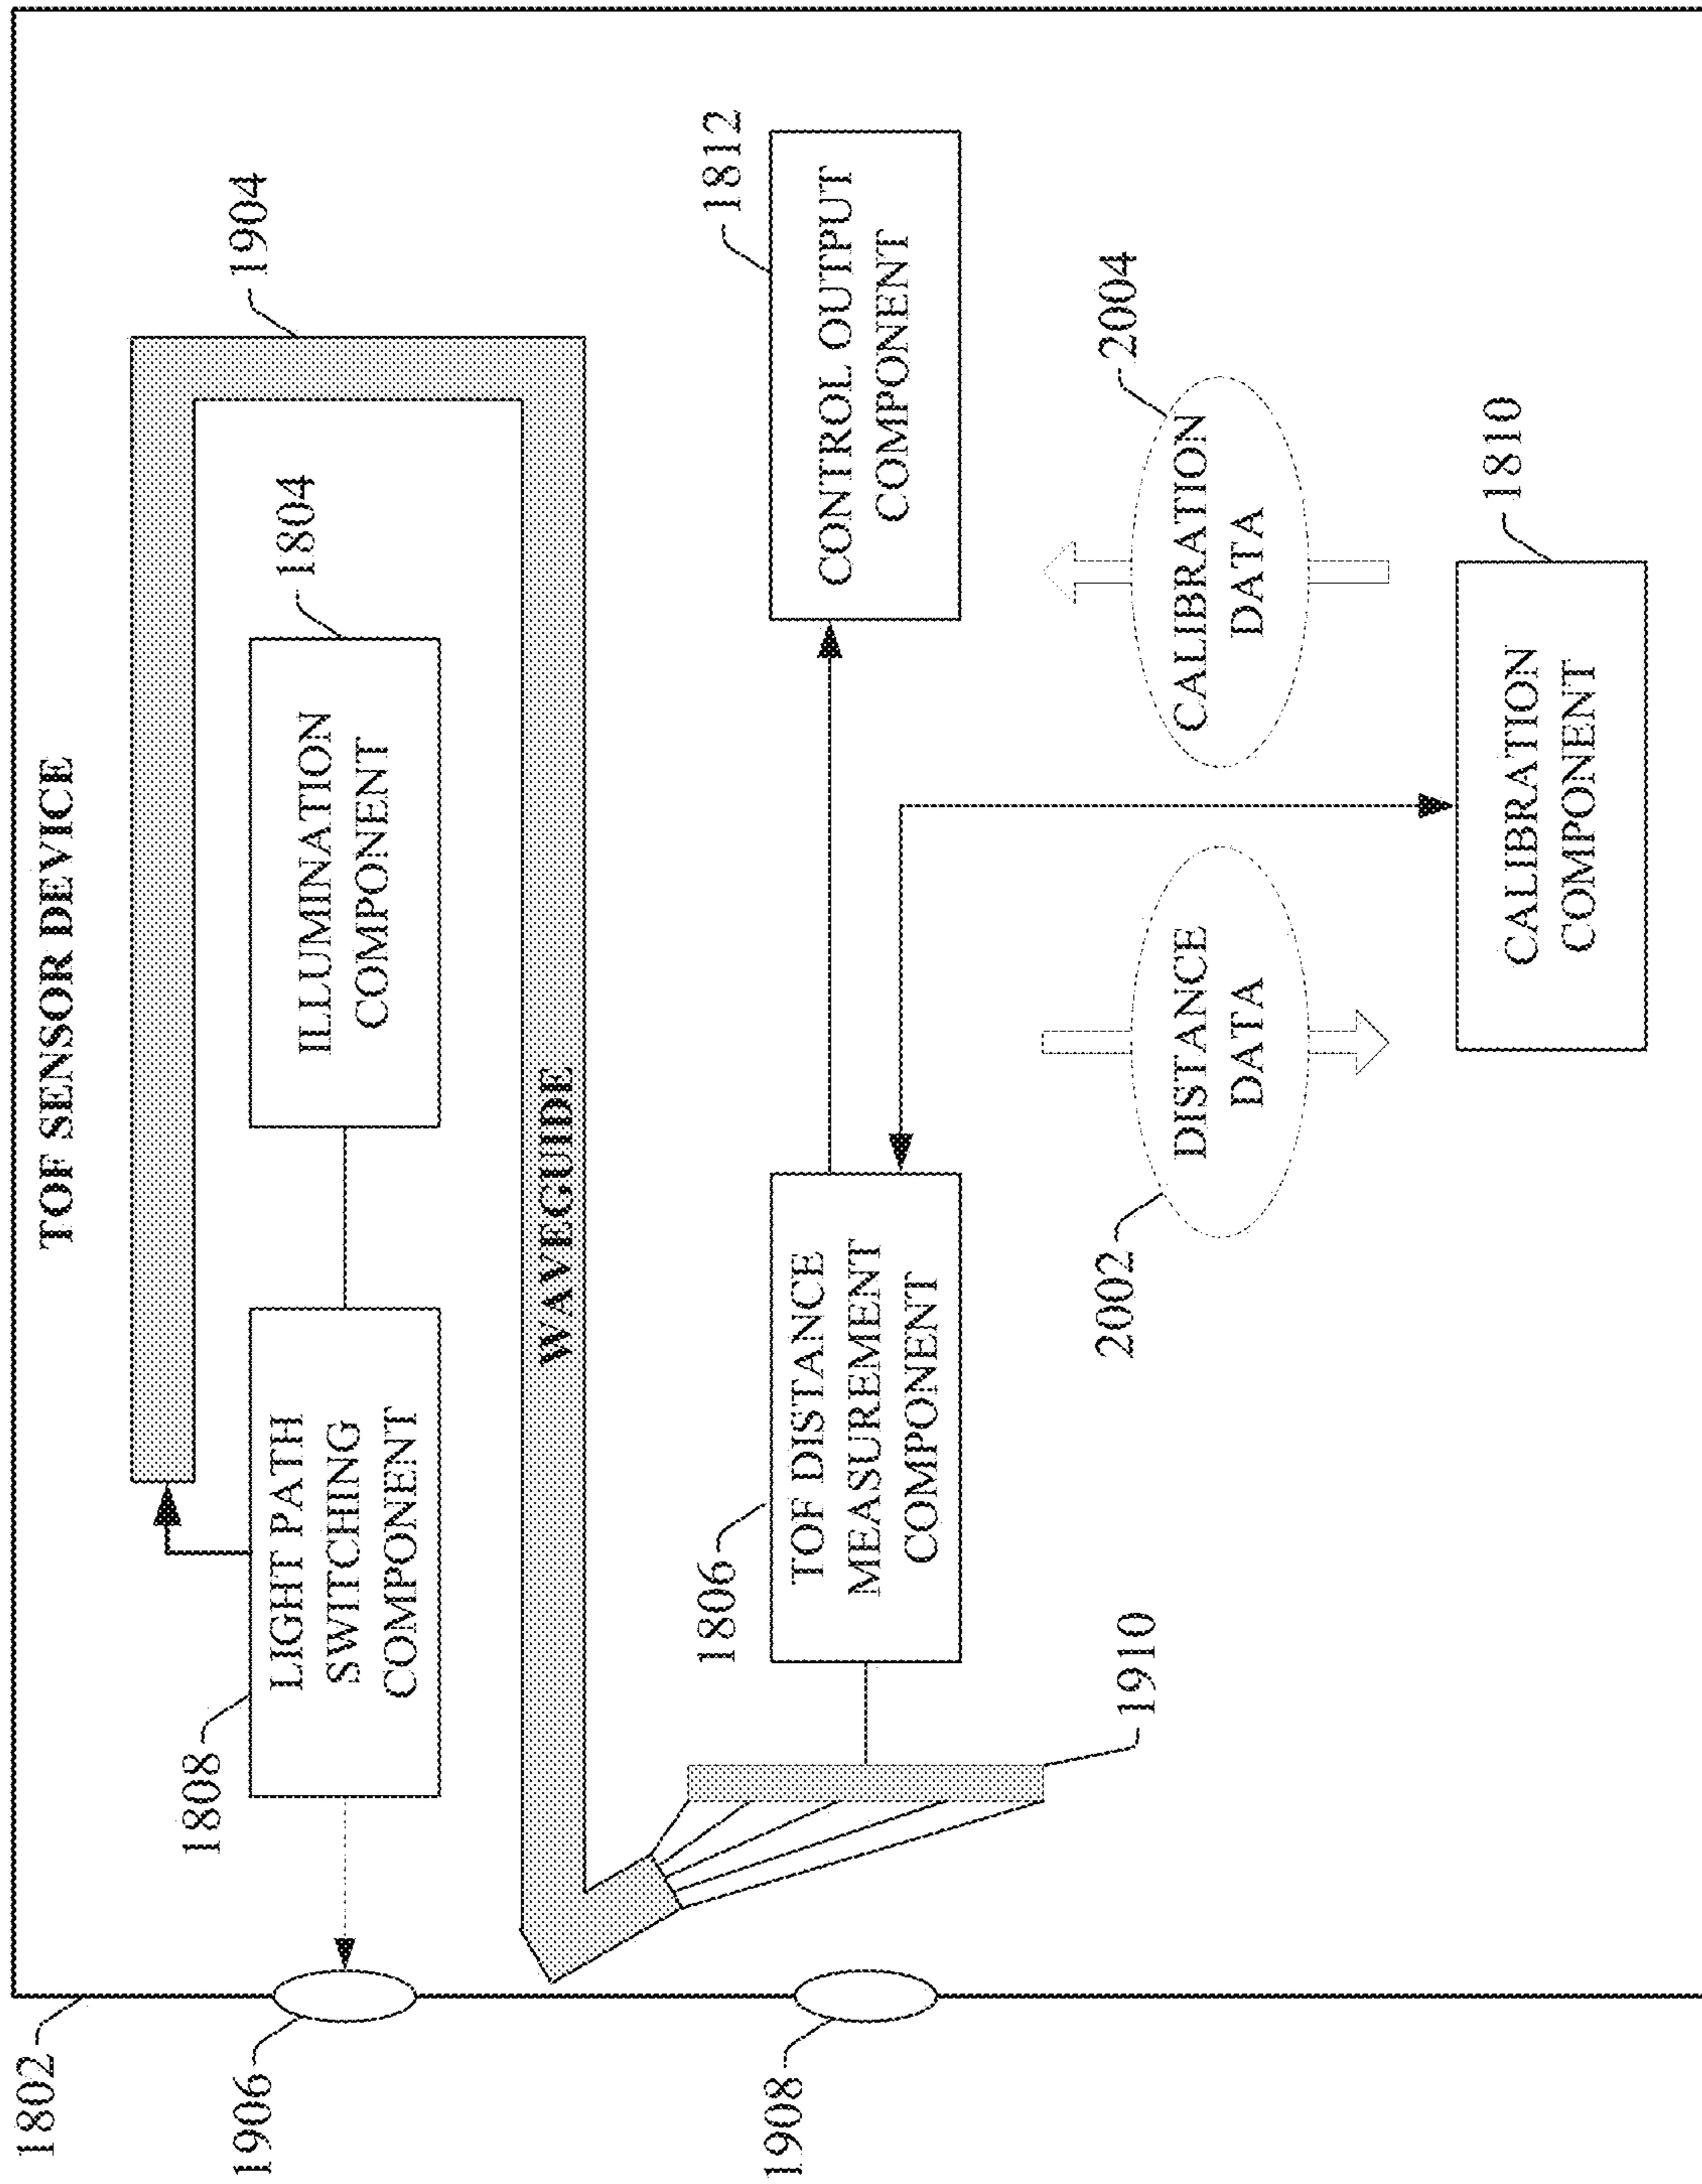 TOF SENSOR DEVICE
1802
1904
1808
LIGHT PATH
SWITCHING
COMPONENT
1804
ILLUMINATION
COMPONENT
1906
WAVEGUIDE
1806
TOF DISTANCE
MEASUREMENT
COMPONENT
1812
CONTROL OUTPUT
COMPONENT
1908
1910
2002
DISTANCE
DATA
2004
CALIBRATION
DATA
1810
CALIBRATION
COMPONENT